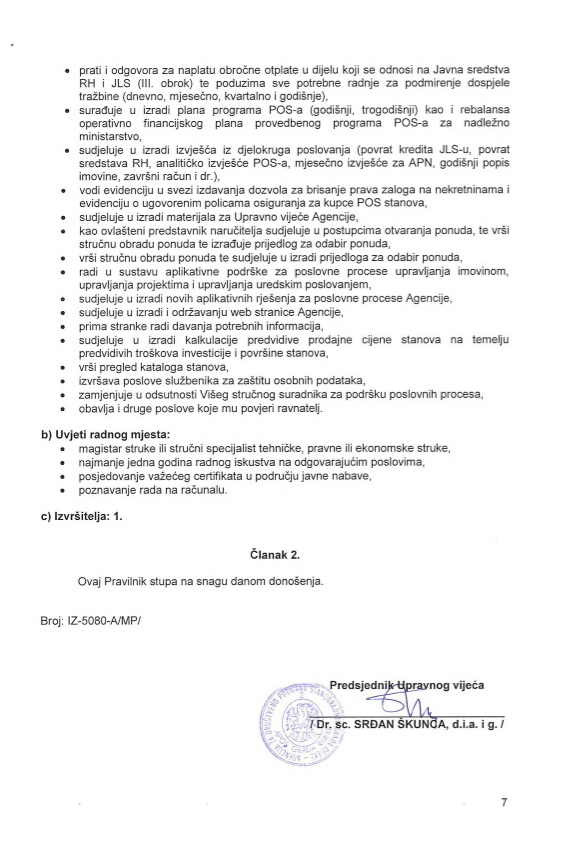 • prati i odgovora za naplatu obročne otplate u dijelu koji se odnosi na Javna sredstva
RH i JLS (III. obrok) te poduzima sve potrebne radnje za podmirenje dospjele
tražbine (dnevno, mjesečno, kvartalno i godišnje),
• surađuje u izradi plana programa POS-a (godišnji, trogodišnji) kao i rebalansa
operativno financijskog plana provedbenog programa POS-a za nadležno
ministarstvo,
• sudjeluje u izradi izvješća iz djelokruga poslovanja (povrat kredita JLS-u, povrat
sredstava RH, analitičko izvješće POS-a, mjesečno izvješće za APN, godišnji popis
imovine, završni račun i dr.),
• vodi evidenciju u svezi izdavanja dozvola za brisanje prava zaloga na nekretninama i
evidenciju o ugovorenim policama osiguranja za kupce POS stanova,
• sudjeluje u izradi materijala za Upravno vijeće Agencije,
• kao ovlašteni predstavnik naručitelja sudjeluje u postupcima otvaranja ponuda, te vrši
stručnu obradu ponuda te izrađuje prijedlog za odabir ponuda,
• vrši stručnu obradu ponuda te sudjeluje u izradi prijedloga za odabir ponuda,
• radi u sustavu aplikativne podrške za poslovne procese upravljanja imovinom,
upravljanja projektima i upravljanja uredskim poslovanjem,
• sudjeluje u izradi novih aplikativnih rješenja za poslovne procese Agencije,
• sudjeluje u izradi i održavanju web stranice Agencije,
• prima stranke radi davanja potrebnih informacija,
• sudjeluje u izradi kalkulacije predvidive prodajne cijene stanova na temelju
predvidivih troškova investicije i površine stanova,
• vrši pregled kataloga stanova,
• izvršava poslove službenika za zaštitu osobnih podataka,
• zamjenjuje u odsutnosti Višeg stručnog suradnika za podršku poslovnih procesa,
• obavlja i druge poslove koje mu povjeri ravnatelj.
b) Uvjeti radnog mjesta:
• magistar struke ili stručni specijalist tehničke, pravne ili ekonomske struke,
• najmanje jedna godina radnog iskustva na odgovarajućim poslovima,
• posjedovanje važećeg certifikata u području javne nabave,
• poznavanje rada na računalu.
c) Izvršitelja: 1.
Članak 2.
Ovaj Pravilnik stupa na snagu danom donošenja.
Broj: IZ-5080-A/MP/
Predsjednik Upravnog vijeća
/ Dr. sc. SRĐAN ŠKUNCA, d.i.a. i g. /
7